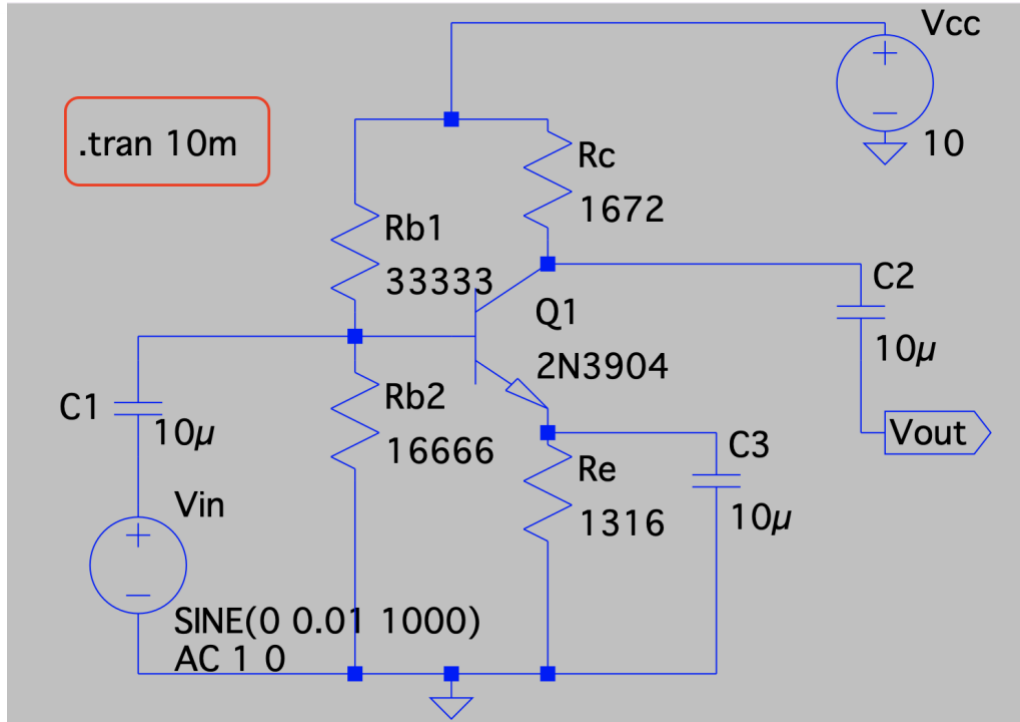 Vcc
10
.tran 10m
Rc
1672
Rb1
33333
C2
10µ
Q1
2N3904
C1
10µ
Rb2
16666
Vout
Re
1316
C3
10µ
Vin
SINE(0 0.01 1000)
AC 1 0